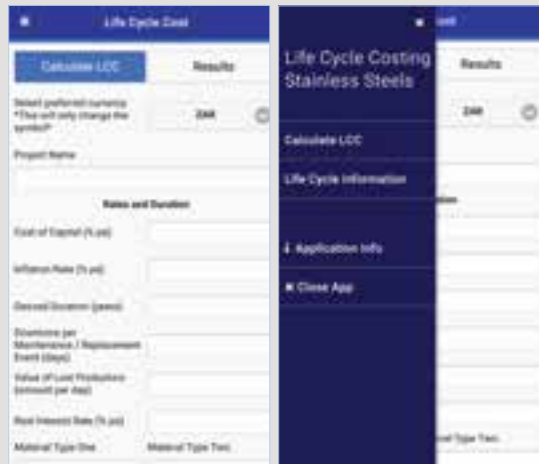 Life Cycle Cost
Calculate LCC
Results
Select preferred currency
*This will only change the
symbol*
ZAR
Project Name
Rates and Duration
Cost of Capital (% pa)
Inflation Rate (% pa)
Desired Duration (years)
Downtime per
Maintenance / Replacement
Event (days)
Value of Lost Production
(amount per day)
Real Interest Rate (% pa)
Material Type One
Material Type Two
Life Cycle Costing
Stainless Steels
Calculate LCC
Life Cycle Information
Application Info
Close App
Results
ZAR
Type Two